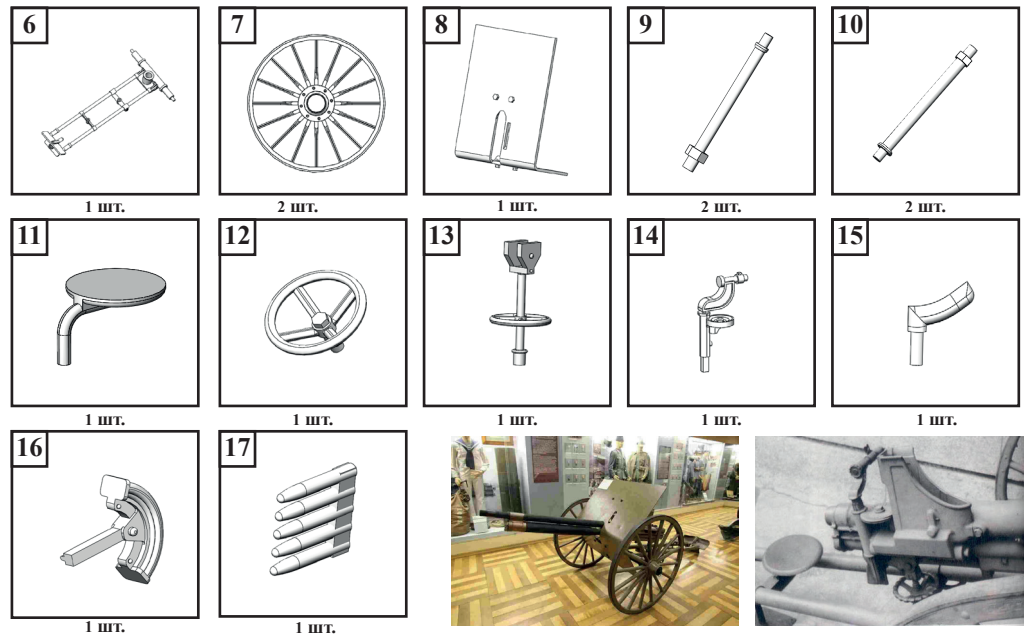 6 7 8 9 10
1 шт. 2 шт. 1 шт. 2 шт. 2 шт.
11 12 13 14 15
1 шт. 1 шт. 1 шт. 1 шт. 1 шт.
16 17
1 шт. 1 шт.